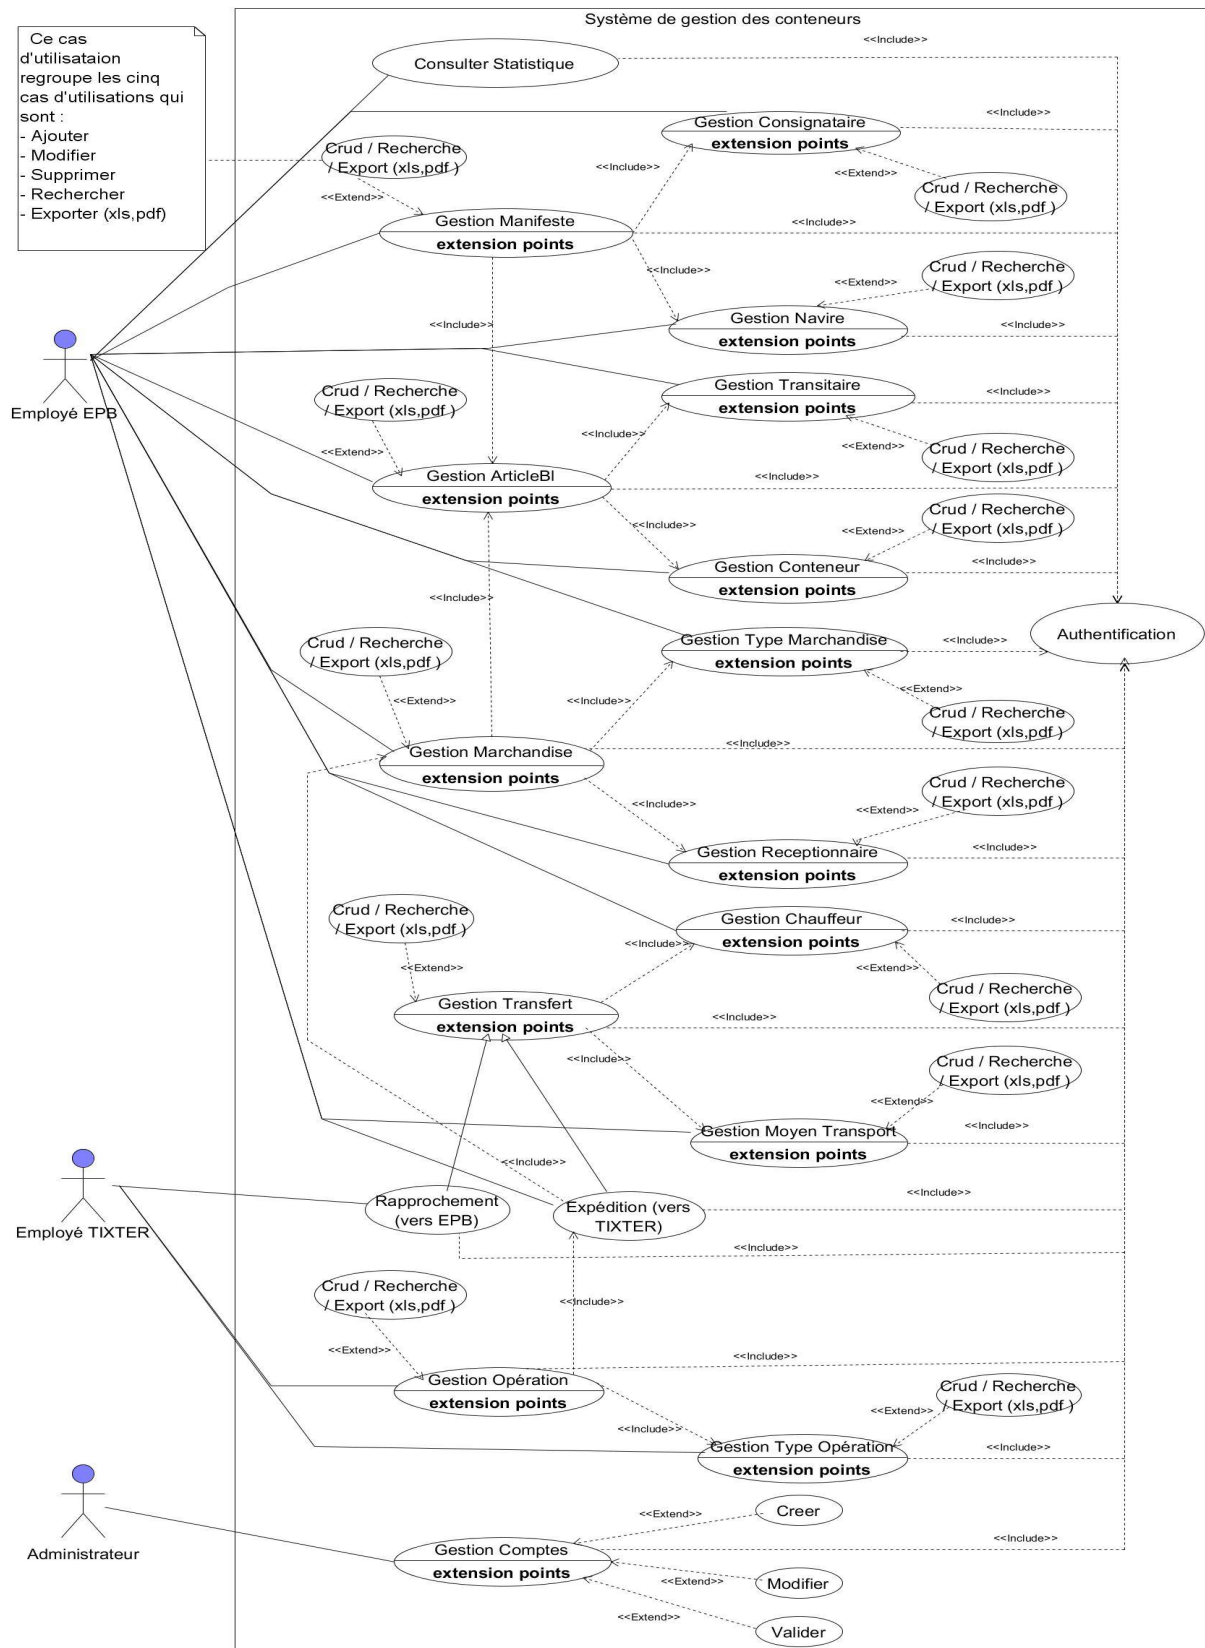 Système de gestion des conteneurs
Ce cas
d'utilisataion
regroupe les cinq
cas d'utilisations qui
sont :
- Ajouter
- Modifier
- Supprimer
- Rechercher
- Exporter (xls,pdf)
<<Include>>
Consulter Statistique
<<Include>>
Gestion Consignataire
extension points
Crud / Recherche
/ Export (xls,pdf )
<<Include>>
<<Extend>>
Crud / Recherche
/ Export (xls,pdf )
<<Extend>>
Gestion Manifeste
extension points
<<Include>>
<<Include>>
Crud / Recherche
/ Export (xls,pdf )
<<Extend>>
Gestion Navire
extension points
<<Include>>
<<Include>>
Employé EPB
Crud / Recherche
/ Export (xls,pdf )
Gestion Transitaire
extension points
<<Include>>
<<Include>>
<<Extend>>
Crud / Recherche
/ Export (xls,pdf )
<<Extend>>
Gestion ArticleBl
extension points
<<Include>>
Crud / Recherche
/ Export (xls,pdf )
<<Include>>
<<Extend>>
Gestion Conteneur
extension points
<<Include>>
<<Include>>
Authentification
Crud / Recherche
/ Export (xls,pdf )
Gestion Type Marchandise
extension points
<<Include>>
<<Extend>>
<<Extend>>
<<Include>>
Crud / Recherche
/ Export (xls,pdf )
Gestion Marchandise
extension points
<<Include>>
Crud / Recherche
/ Export (xls,pdf )
<<Include>>
<<Extend>>
Gestion Receptionnaire
extension points
<<Include>>
Crud / Recherche
/ Export (xls,pdf )
Gestion Chauffeur
extension points
<<Include>>
<<Include>>
<<Extend>>
<<Extend>>
Crud / Recherche
/ Export (xls,pdf )
Gestion Transfert
extension points
<<Include>>
<<Include>>
Crud / Recherche
/ Export (xls,pdf )
<<Extend>>
Gestion Moyen Transport
extension points
<<Include>>
<<Include>>
Employé TIXTER
Rapprochement
(vers EPB)
Expédition (vers
TIXTER)
<<Include>>
<<Include>>
Crud / Recherche
/ Export (xls,pdf )
<<Include>>
<<Extend>>
<<Include>>
Gestion Opération
extension points
Crud / Recherche
/ Export (xls,pdf )
<<Extend>>
<<Include>>
Gestion Type Opération
extension points
<<Include>>
Administrateur
<<Extend>>
Creer
Gestion Comptes
extension points
<<Include>>
<<Extend>>
Modifier
<<Extend>>
Valider